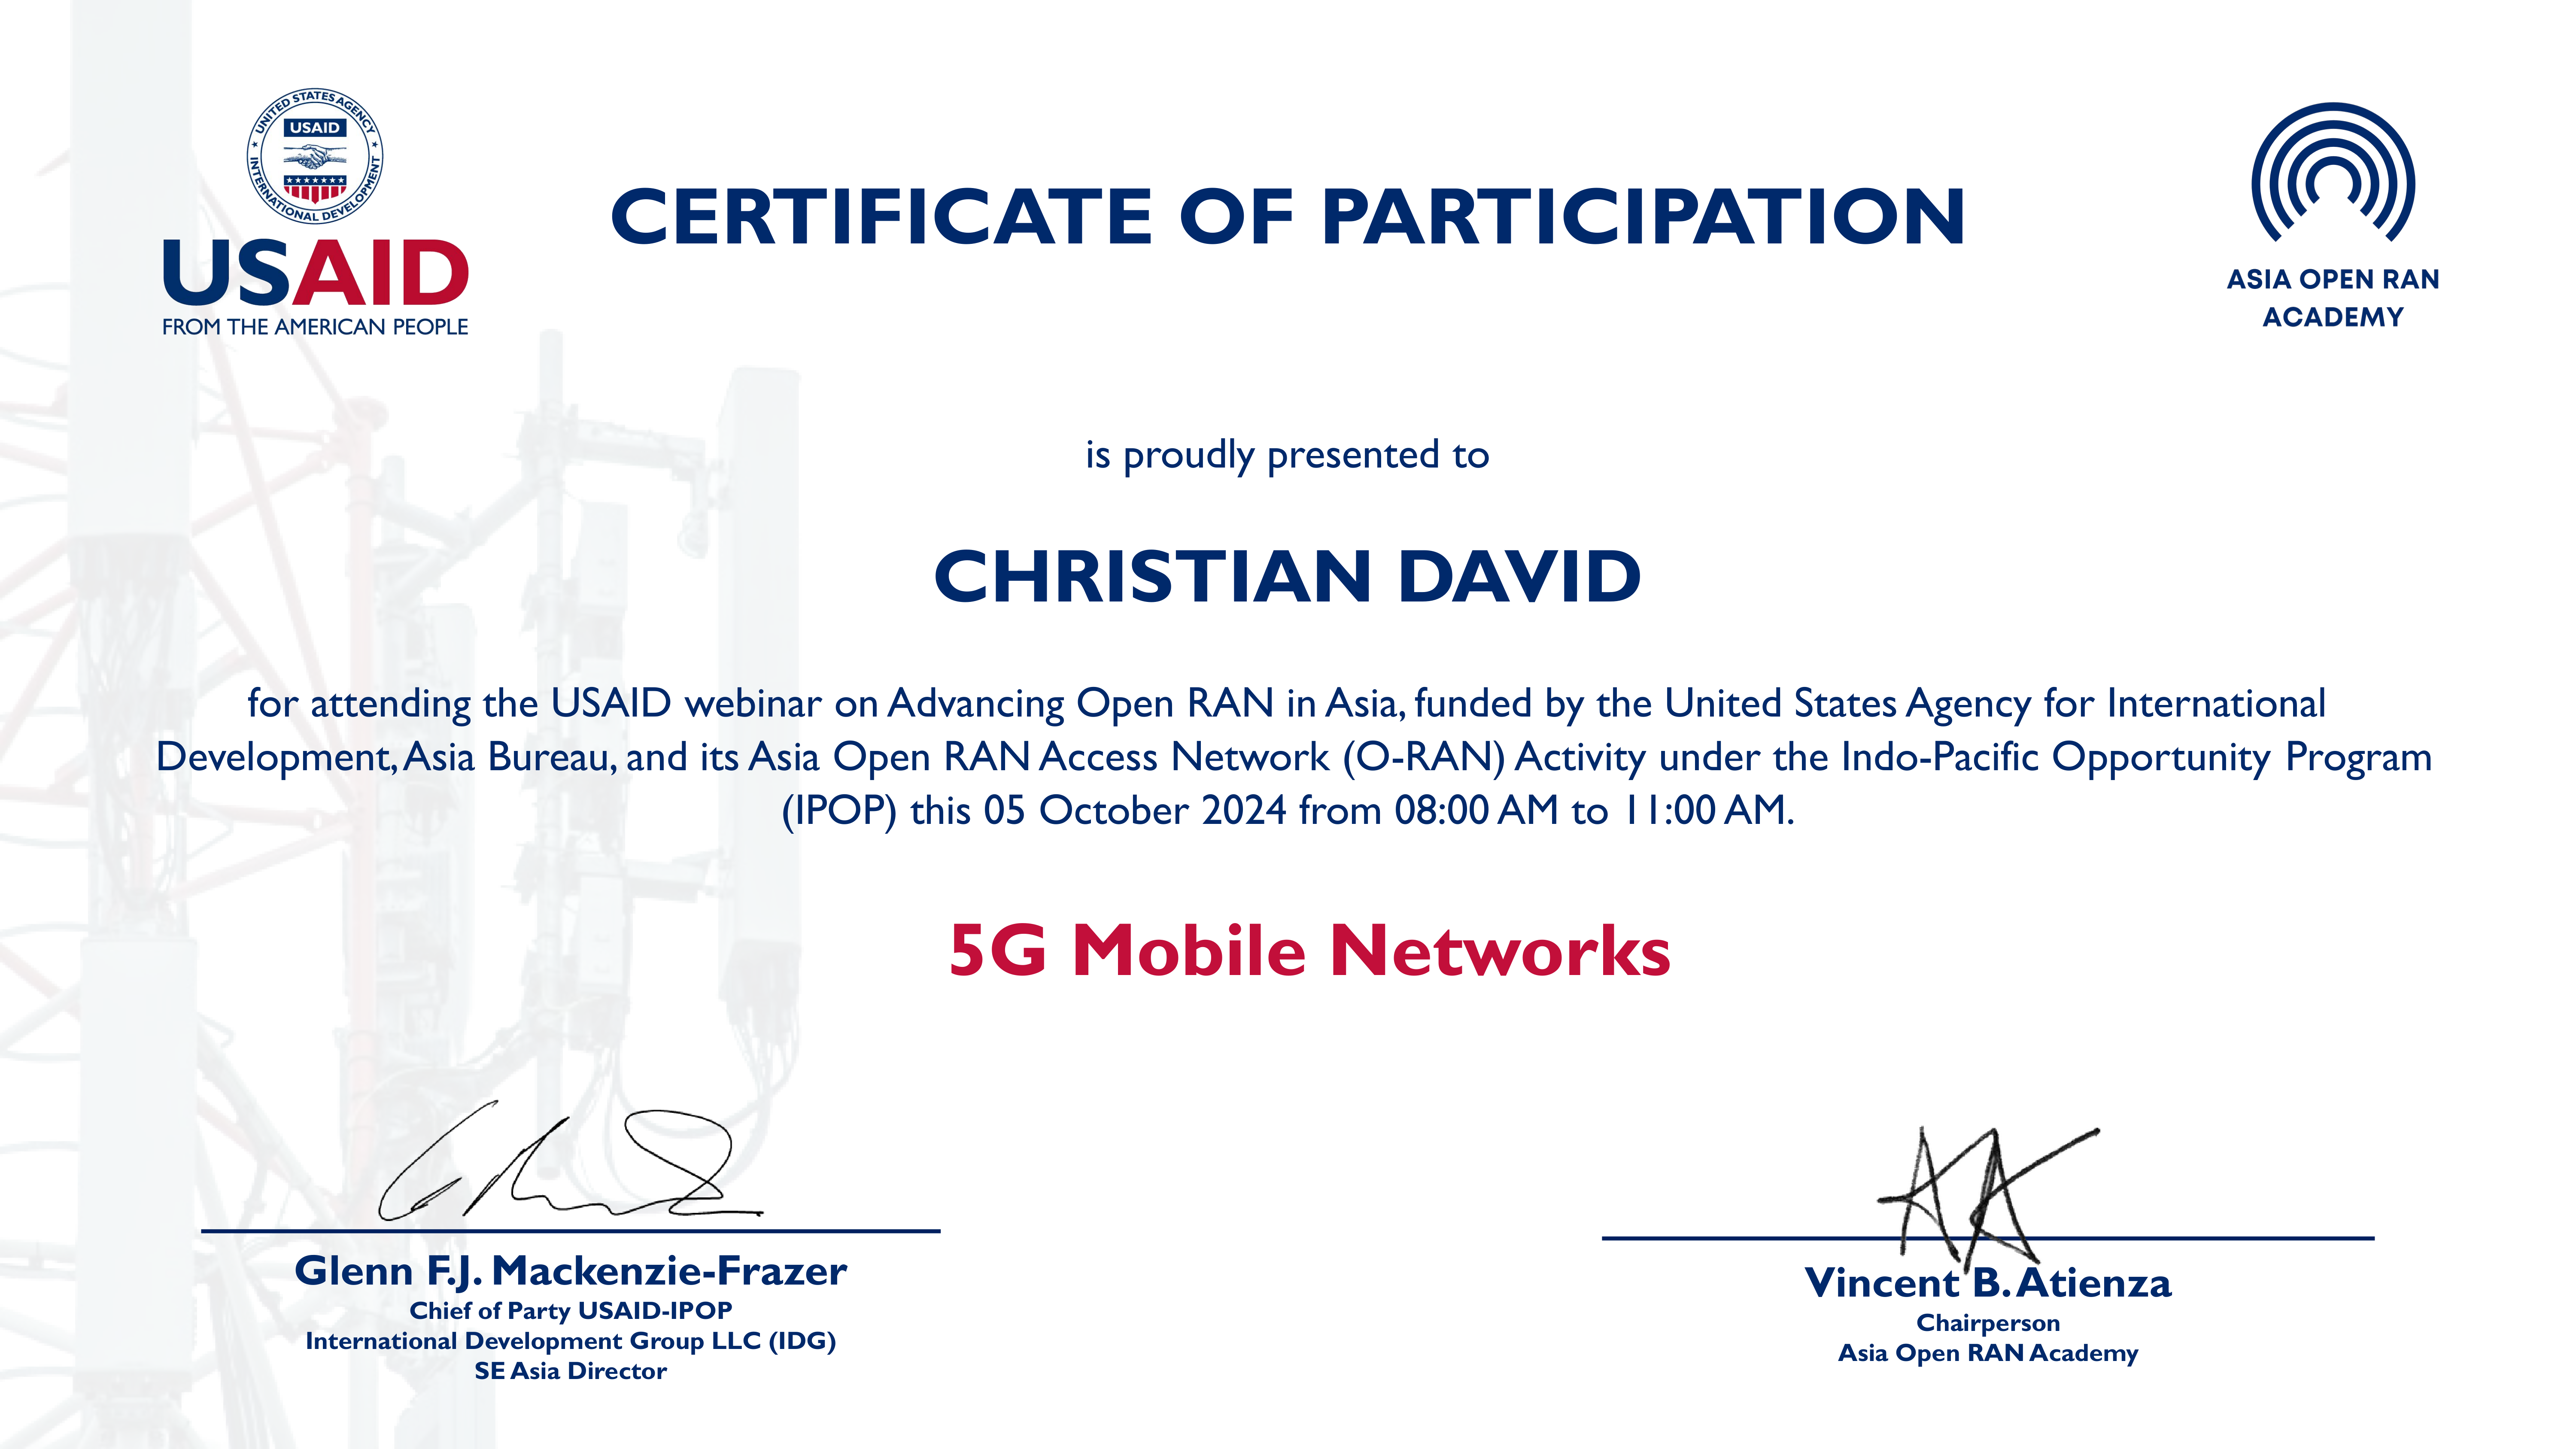 UNITED STATES AGENCY
USAID
INTERNATIONAL DEVELOPMENT
USAID
FROM THE AMERICAN PEOPLE
CERTIFICATE OF PARTICIPATION
ASIA OPEN RAN
ACADEMY
is proudly presented to
CHRISTIAN DAVID
for attending the USAID webinar on Advancing Open RAN in Asia, funded by the United States Agency for International
Development, Asia Bureau, and its Asia Open RAN Access Network (O-RAN) Activity under the Indo-Pacific Opportunity Program
(IPOP) this 05 October 2024 from 08:00 AM to 11:00 AM.
5G Mobile Networks
Glenn F.J. Mackenzie-Frazer
Chief of Party USAID-IPOP
International Development Group LLC (IDG)
SE Asia Director
Vincent B. Atienza
Chairperson
Asia Open RAN Academy